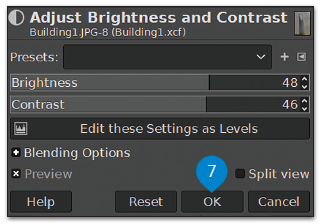 Adjust Brightness and Contrast
Building1.JPG-8 (Building1.xcf)
Presets:
Brightness 48
Contrast 46
Edit these Settings as Levels
Blending Options
Preview 7 Split view
Help Reset OK Cancel